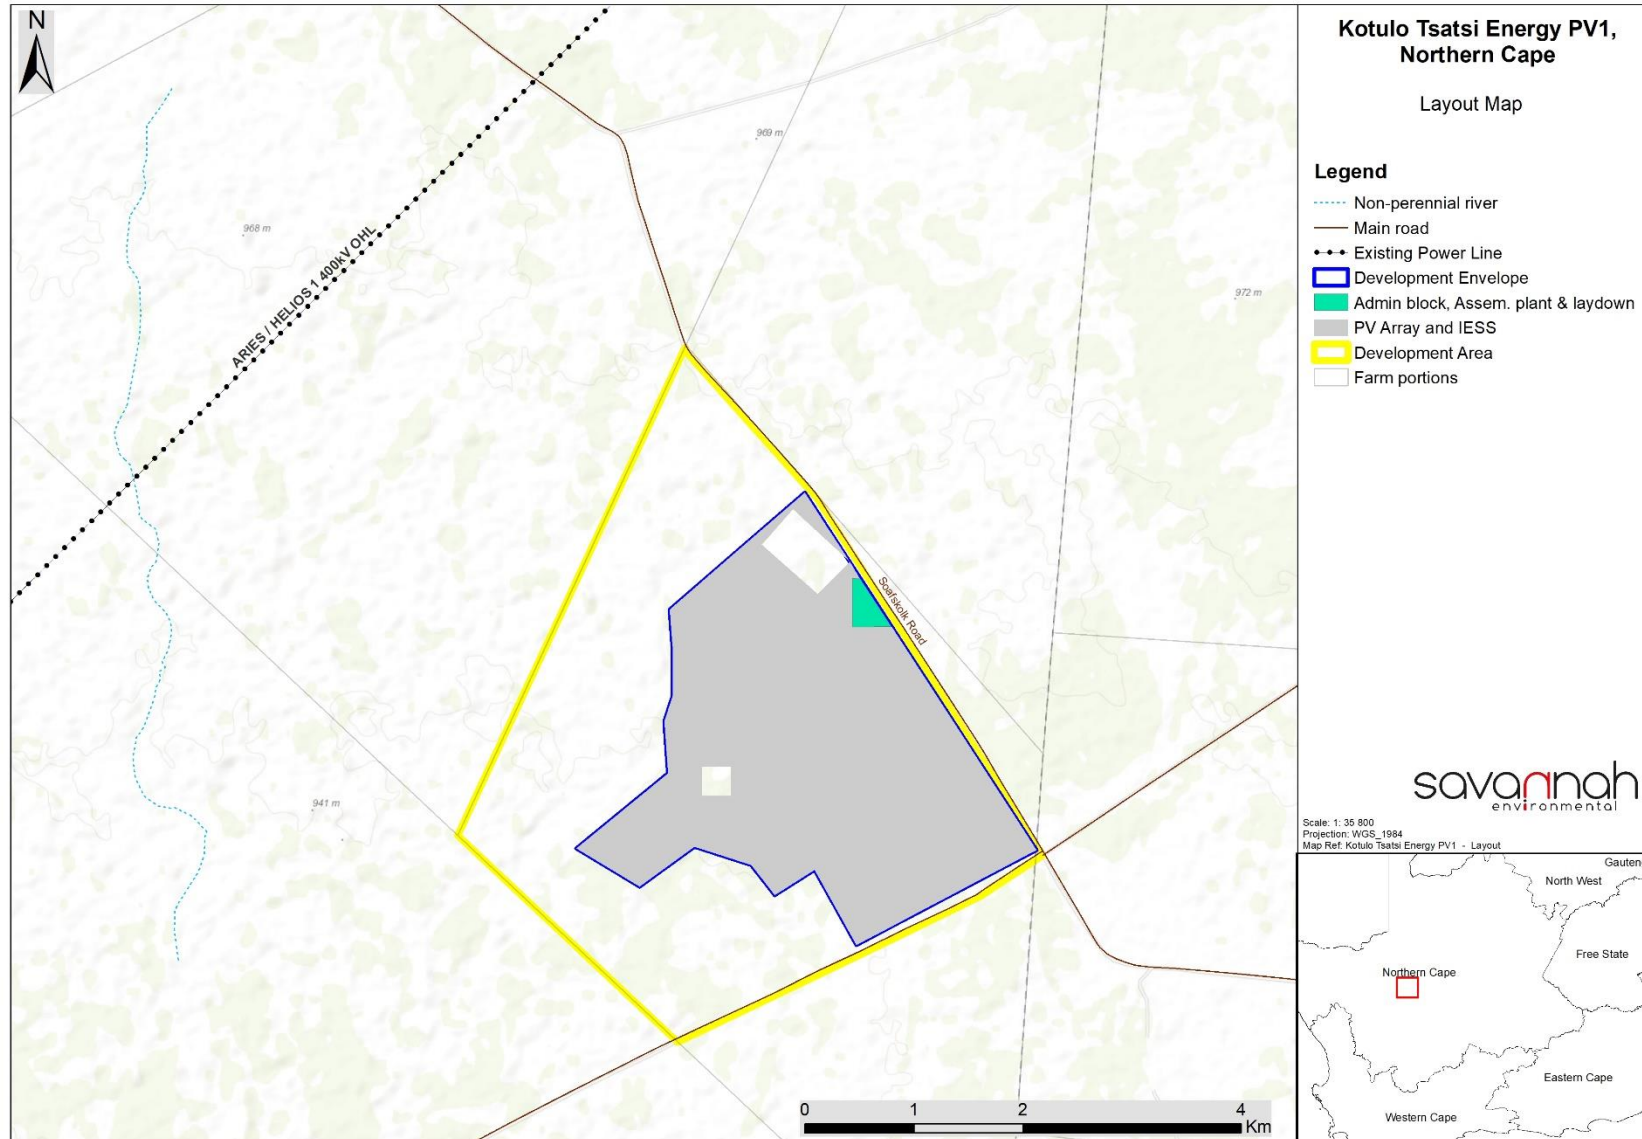 N
969 m
968 m
ARIES / HELIOS 1 400kV OHL
972 m
Soafskolk Road
941 m
0 1 2 4
Km
Kotulo Tsatsi Energy PV1,
Northern Cape
Layout Map
Legend
Non-perennial river
Main road
Existing Power Line
Development Envelope
Admin block, Assem. plant & laydown
PV Array and IESS
Development Area
Farm portions
savannah
environmental
Scale: 1: 35 800
Projection: WGS_1984
Map Ref: Kotulo Tsatsi Energy PV1 - Layout
Gauteng
North West
Free State
Northern Cape
Eastern Cape
Western Cape